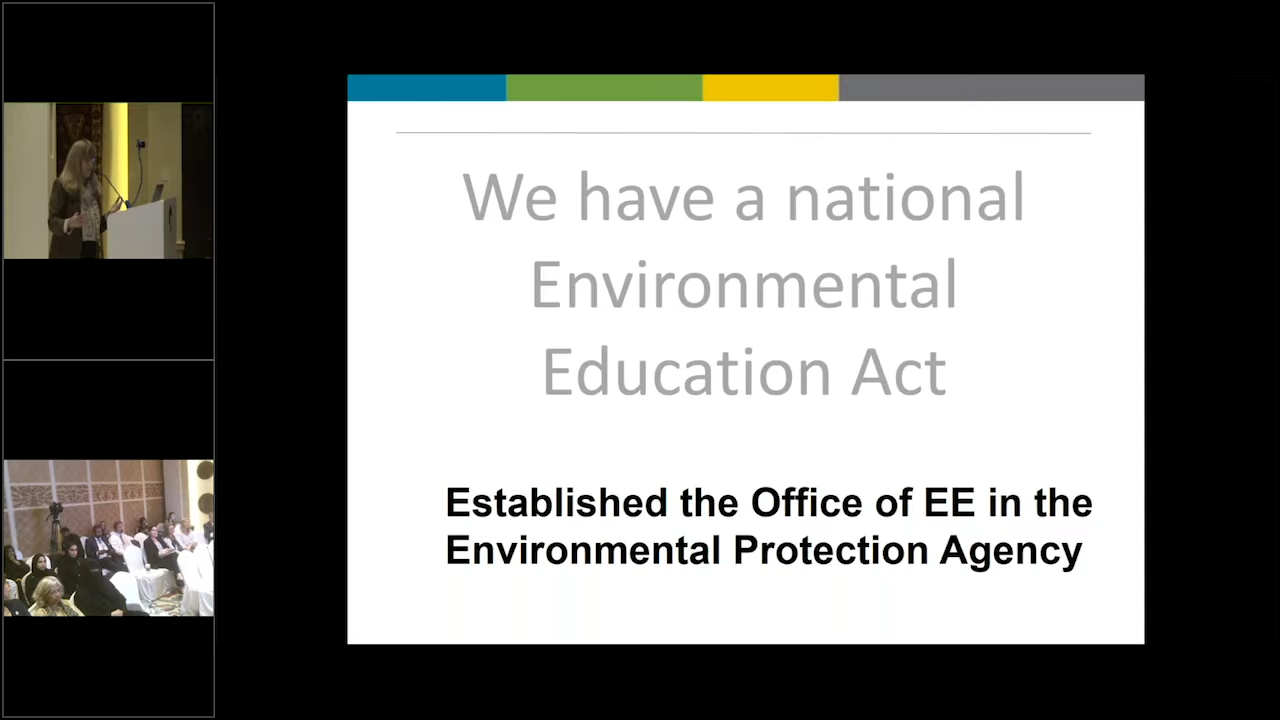 We have a national
Environmental
Education Act
Established the Office of EE in the
Environmental Protection Agency